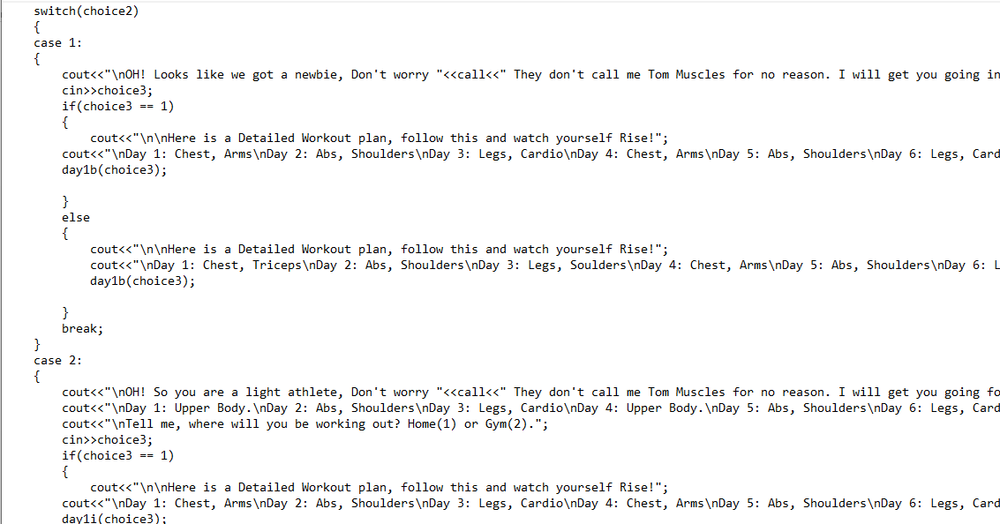 switch(choice2)
{
case 1:
{
cout<<"\nOH! Looks like we got a newbie, Don't worry "<<call<<" They don't call me Tom Muscles for no reason. I will get you going in
cin>>choice3;
if(choice3 == 1)
{
cout<<"\n\nHere is a Detailed Workout plan, follow this and watch yourself Rise!";
cout<<"\nDay 1: Chest, Arms\nDay 2: Abs, Shoulders\nDay 3: Legs, Cardio\nDay 4: Chest, Arms\nDay 5: Abs, Shoulders\nDay 6: Legs, Card
day1b(choice3);
}
else
{
cout<<"\n\nHere is a Detailed Workout plan, follow this and watch yourself Rise!";
cout<<"\nDay 1: Chest, Triceps\nDay 2: Abs, Shoulders\nDay 3: Legs, Soulders\nDay 4: Chest, Arms\nDay 5: Abs, Shoulders\nDay 6: L
day1b(choice3);
}
break;
}
case 2:
{
cout<<"\nOH! So you are a light athlete, Don't worry "<<call<<" They don't call me Tom Muscles for no reason. I will get you going fo
cout<<"\nDay 1: Upper Body.\nDay 2: Abs, Shoulders\nDay 3: Legs, Cardio\nDay 4: Upper Body.\nDay 5: Abs, Shoulders\nDay 6: Legs, Card
cout<<"\nTell me, where will you be working out? Home(1) or Gym(2).";
cin>>choice3;
if(choice3 == 1)
{
cout<<"\n\nHere is a Detailed Workout plan, follow this and watch yourself Rise!";
cout<<"\nDay 1: Chest, Arms\nDay 2: Abs, Shoulders\nDay 3: Legs, Cardio\nDay 4: Chest, Arms\nDay 5: Abs, Shoulders\nDay 6: Legs, Card
day1i(choice3);